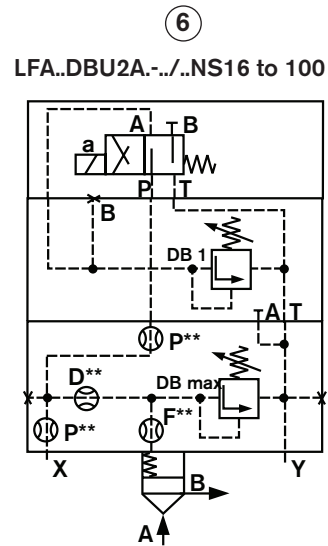 6
LFA..DBU2A.-../..NS16 to 100
A B
a
P T
B
DB 1
A T
P**
D** DB max
P** F**
X Y
B
A